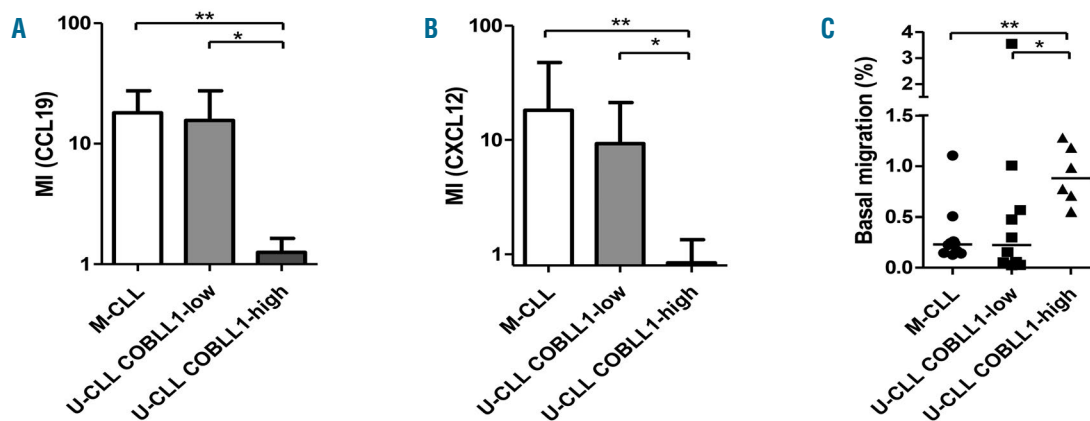 A
MI (CCL19)
100
10
1
**
*
M-CLL
U-CLL COBLL1-low
U-CLL COBLL1-high
B
MI (CXCL12)
100
10
1
**
*
M-CLL
U-CLL COBLL1-low
U-CLL COBLL1-high
C
Basal migration (%)
4
3
2
1.5
1.0
0.5
0.0
**
*
M-CLL
U-CLL COBLL1-low
U-CLL COBLL1-high